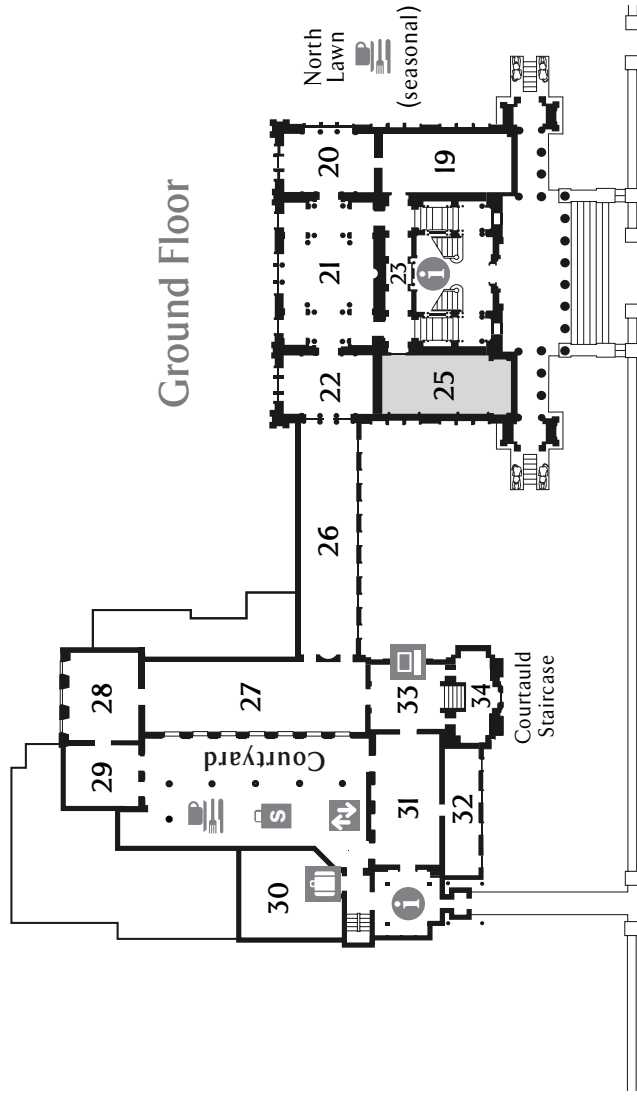 Ground Floor
North
Lawn
(seasonal)
20
19
21
23
i
22
25
26
28
27
33
34
Courtauld
Staircase
29
Courtyard
S
31
32
30
i